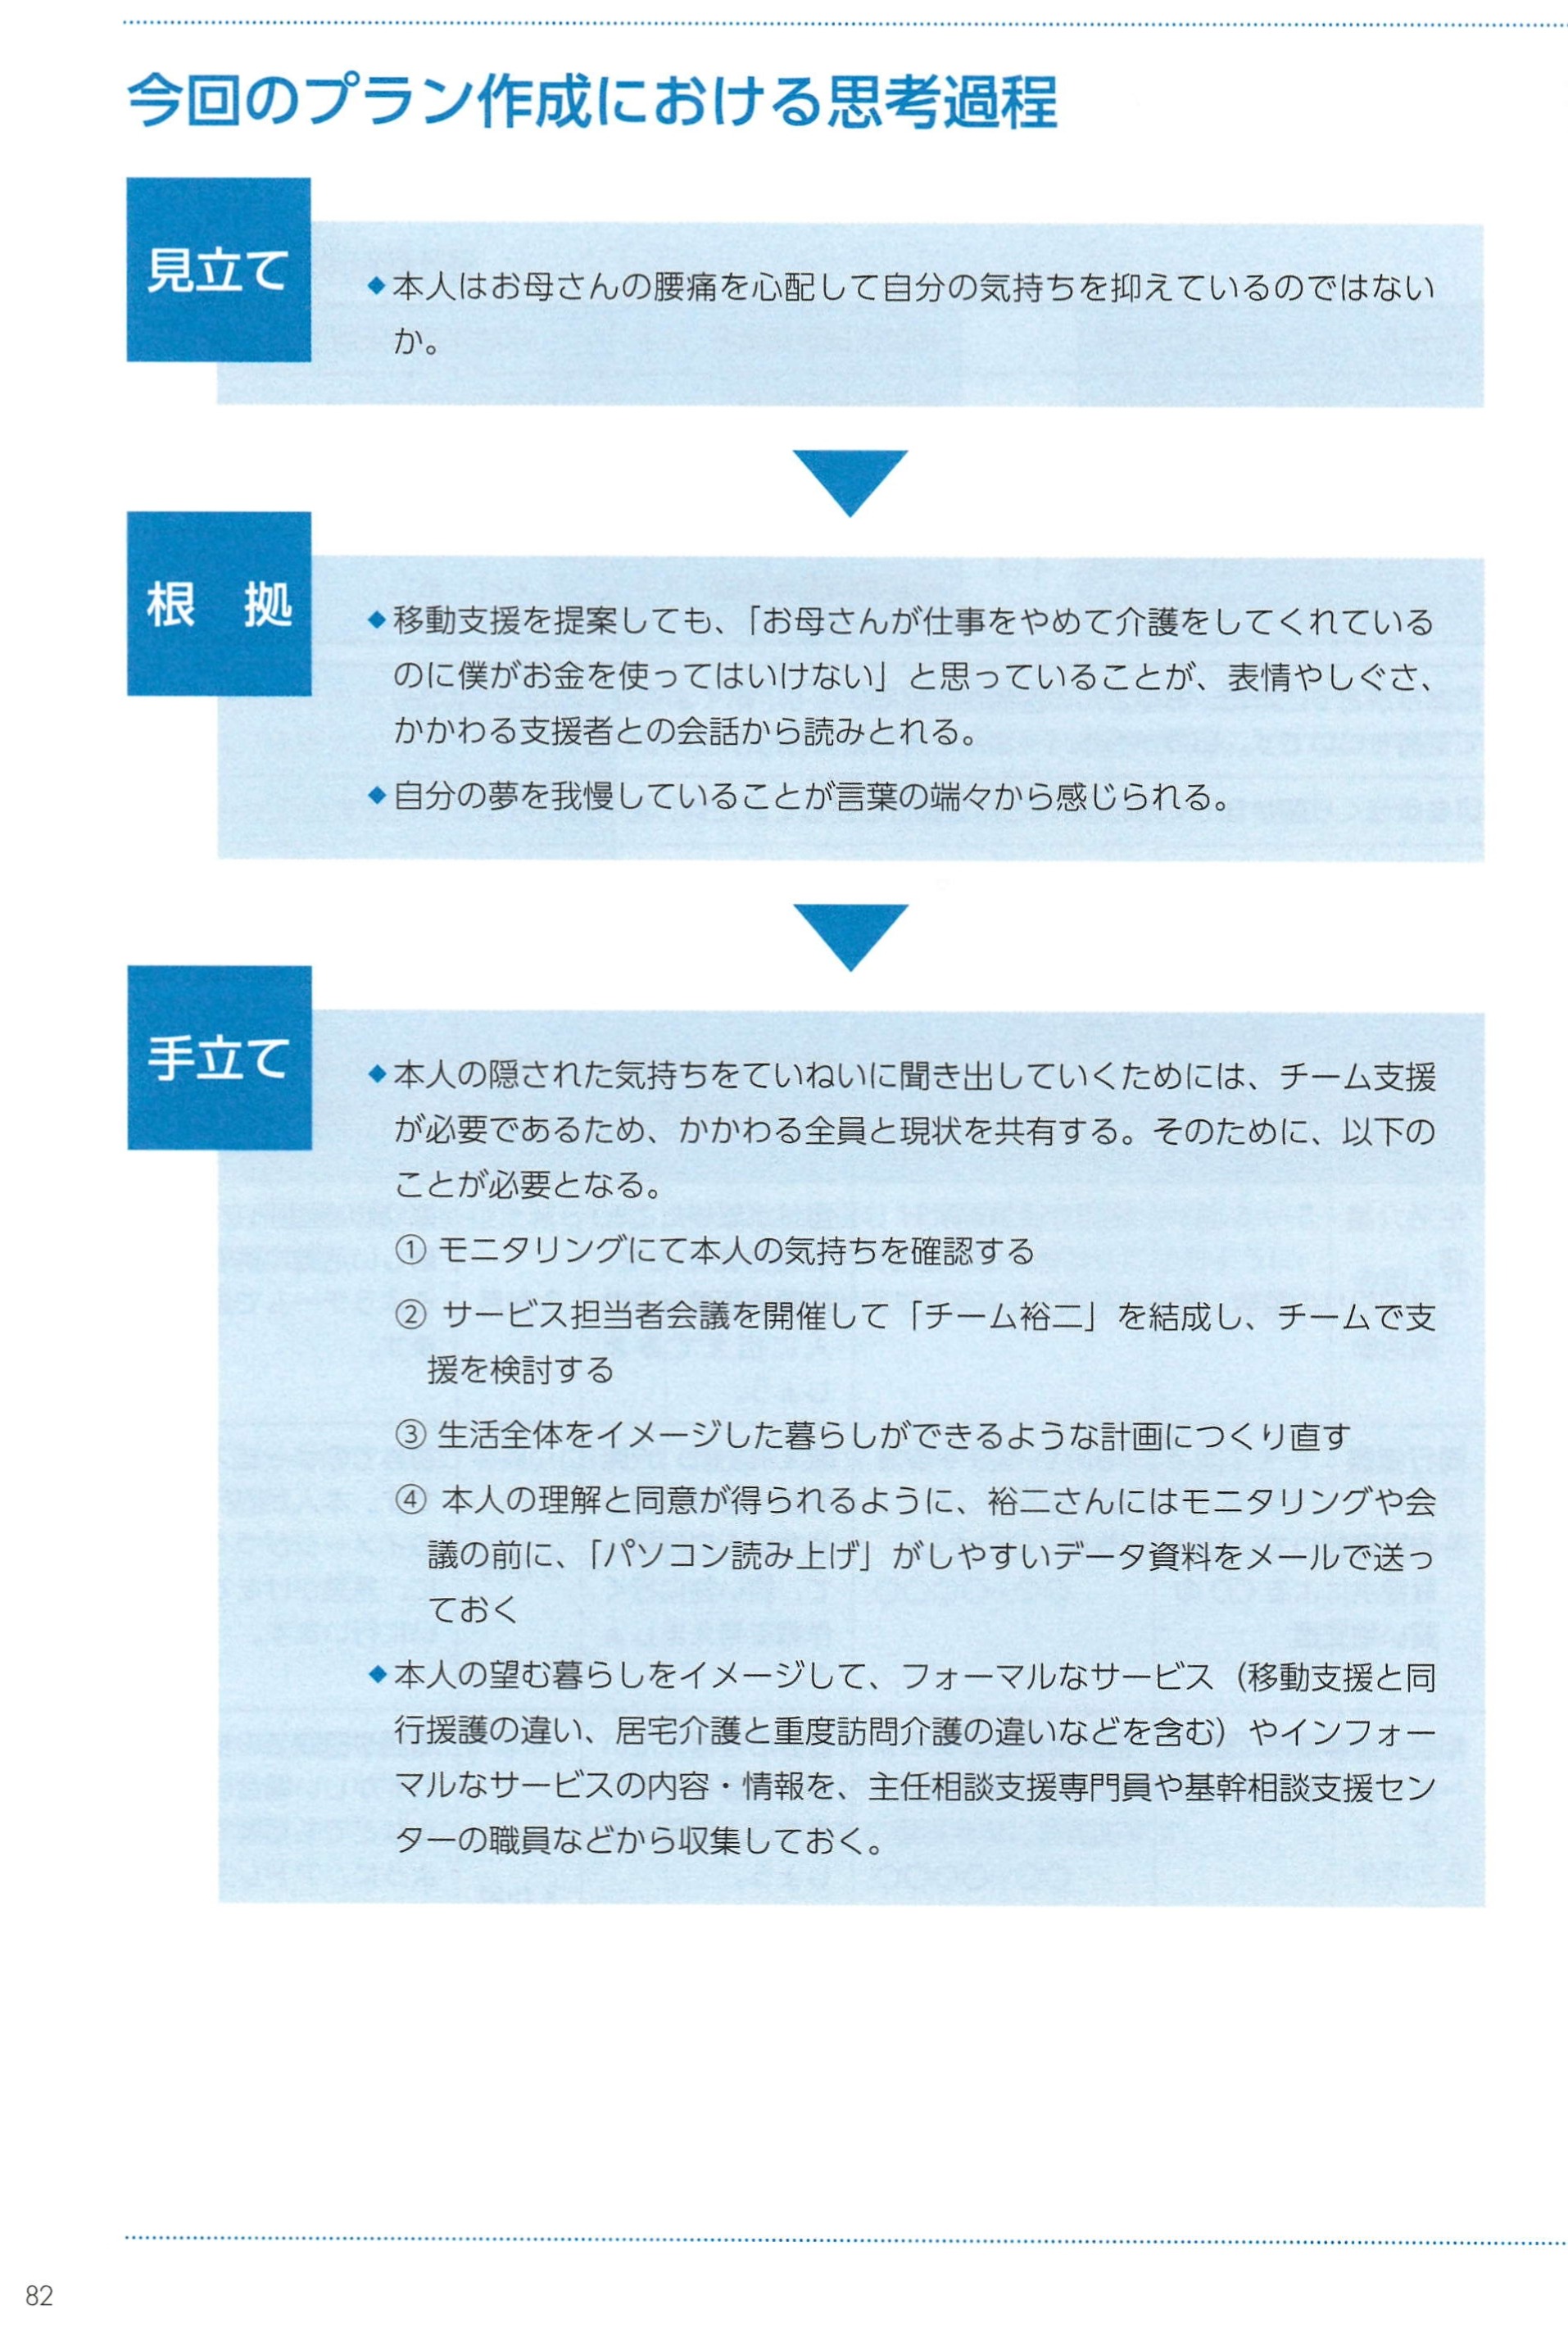 今回のプラン作成における思考過程
見立て
◆本人はお母さんの腰痛を心配して自分の気持ちを抑えているのではない
か。
根　拠
◆移動支援を提案しても、「お母さんが仕事をやめて介護をしてくれている
のに僕がお金を使ってはいけない」と思っていることが、表情やしぐさ、
かかわる支援者との会話から読みとれる。
◆自分の夢を我慢していることが言葉の端々から感じられる。
手立て
◆本人の隠された気持ちをていねいに聞き出していくためには、チーム支援
が必要であるため、かかわる全員と現状を共有する。そのために、以下の
ことが必要となる。
① モニタリングにて本人の気持ちを確認する
② サービス担当者会議を開催して「チーム裕二」を結成し、チームで支
援を検討する
③ 生活全体をイメージした暮らしができるような計画につくり直す
④ 本人の理解と同意が得られるように、裕二さんにはモニタリングや会
議の前に、「パソコン読み上げ」がしやすいデータ資料をメールで送っ
ておく
◆本人の望む暮らしをイメージして、フォーマルなサービス（移動支援と同
行援護の違い、居宅介護と重度訪問介護の違いなどを含む）やインフォー
マルなサービスの内容・情報を、主任相談支援専門員や基幹相談支援セン
ターの職員などから収集しておく。
82